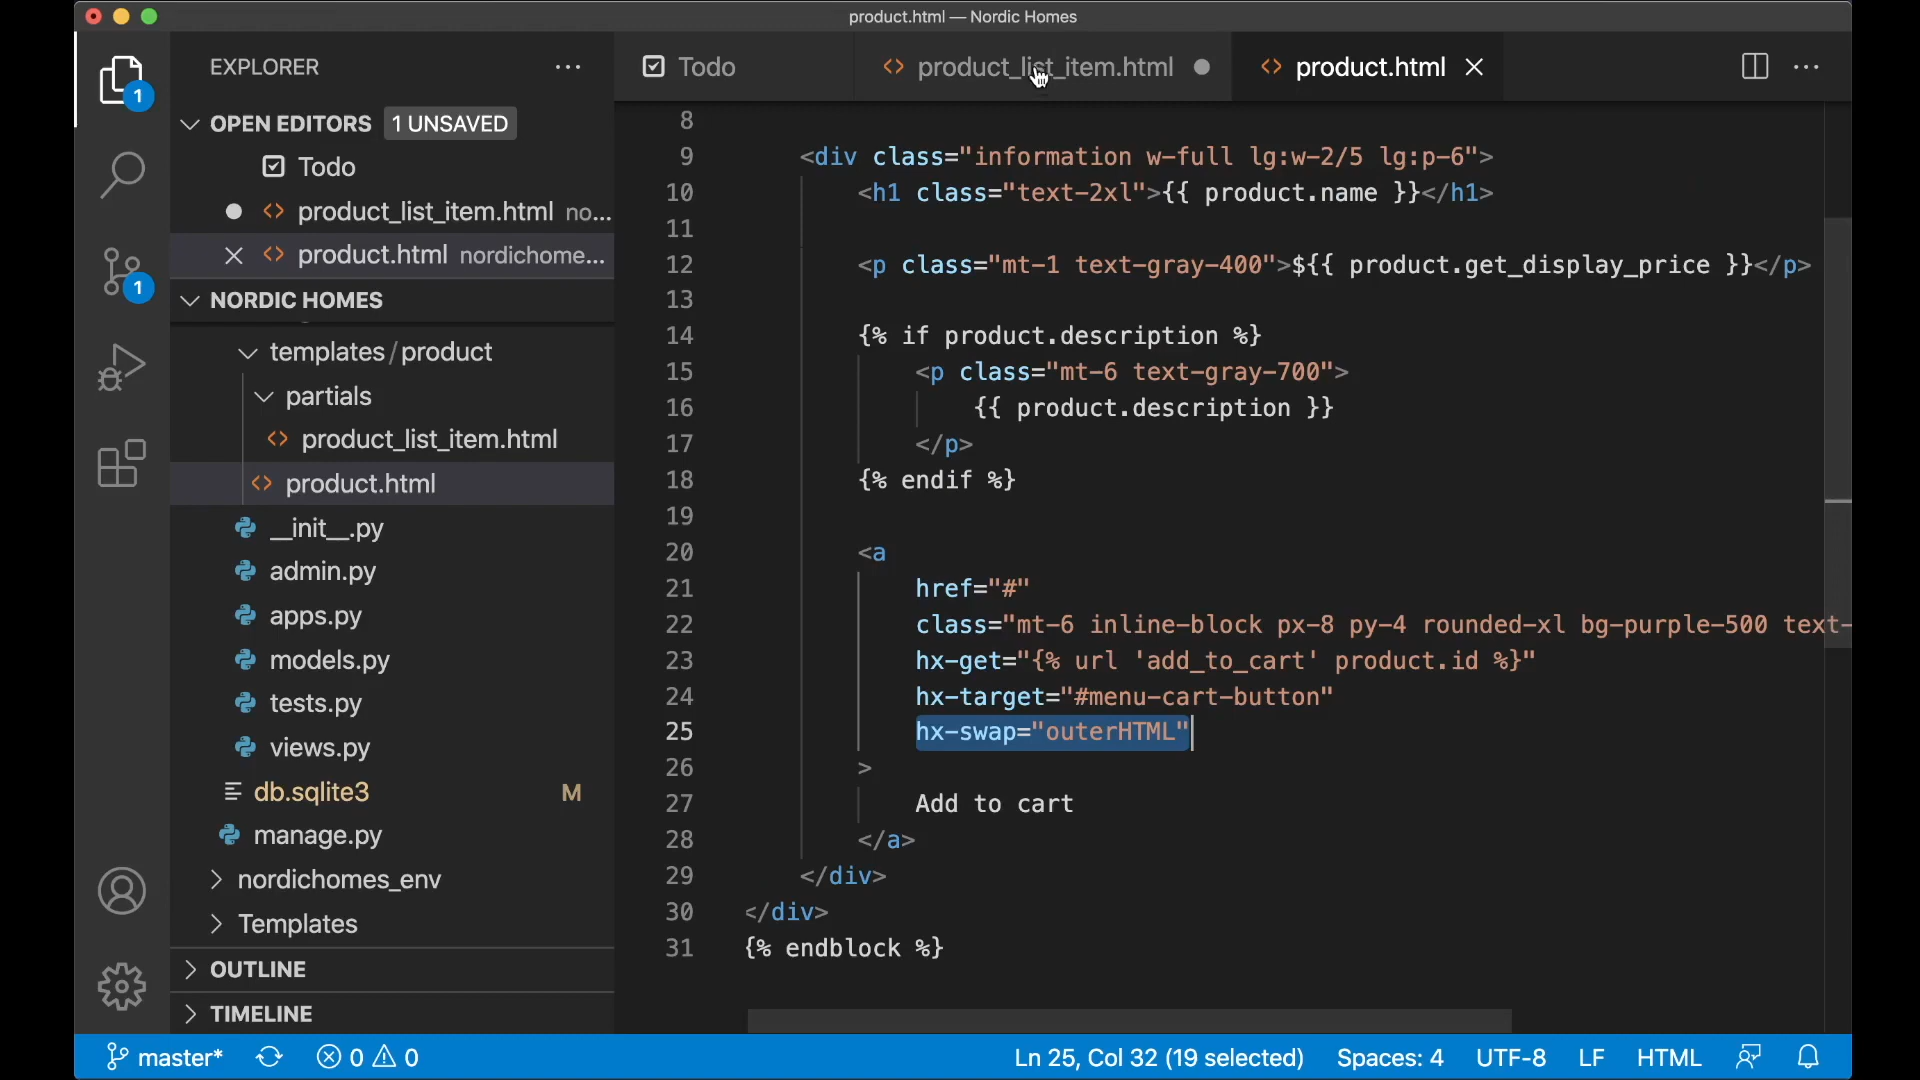 product.html — Nordic Homes
EXPLORER
Todo
product_list_item.html
product.html
1
OPEN EDITORS 1 UNSAVED
Todo
product_list_item.html no...
product.html nordichome...
1
NORDIC HOMES
templates/product
partials
product_list_item.html
product.html
__init__.py
admin.py
apps.py
models.py
tests.py
views.py
db.sqlite3 M
manage.py
nordichomes_env
Templates
OUTLINE
TIMELINE
8
9 <div class="information w-full lg:w-2/5 lg:p-6">
10 <h1 class="text-2xl">{{ product.name }}</h1>
11
12 <p class="mt-1 text-gray-400">${{ product.get_display_price }}</p>
13
14 {% if product.description %}
15 <p class="mt-6 text-gray-700">
16 {{ product.description }}
17 </p>
18 {% endif %}
19
20 <a
21 href="#"
22 class="mt-6 inline-block px-8 py-4 rounded-xl bg-purple-500 text-
23 hx-get="{% url 'add_to_cart' product.id %}"
24 hx-target="#menu-cart-button"
25 hx-swap="outerHTML"
26 >
27 Add to cart
28 </a>
29 </div>
30 </div>
31 {% endblock %}
master* 0 0 Ln 25, Col 32 (19 selected) Spaces: 4 UTF-8 LF HTML